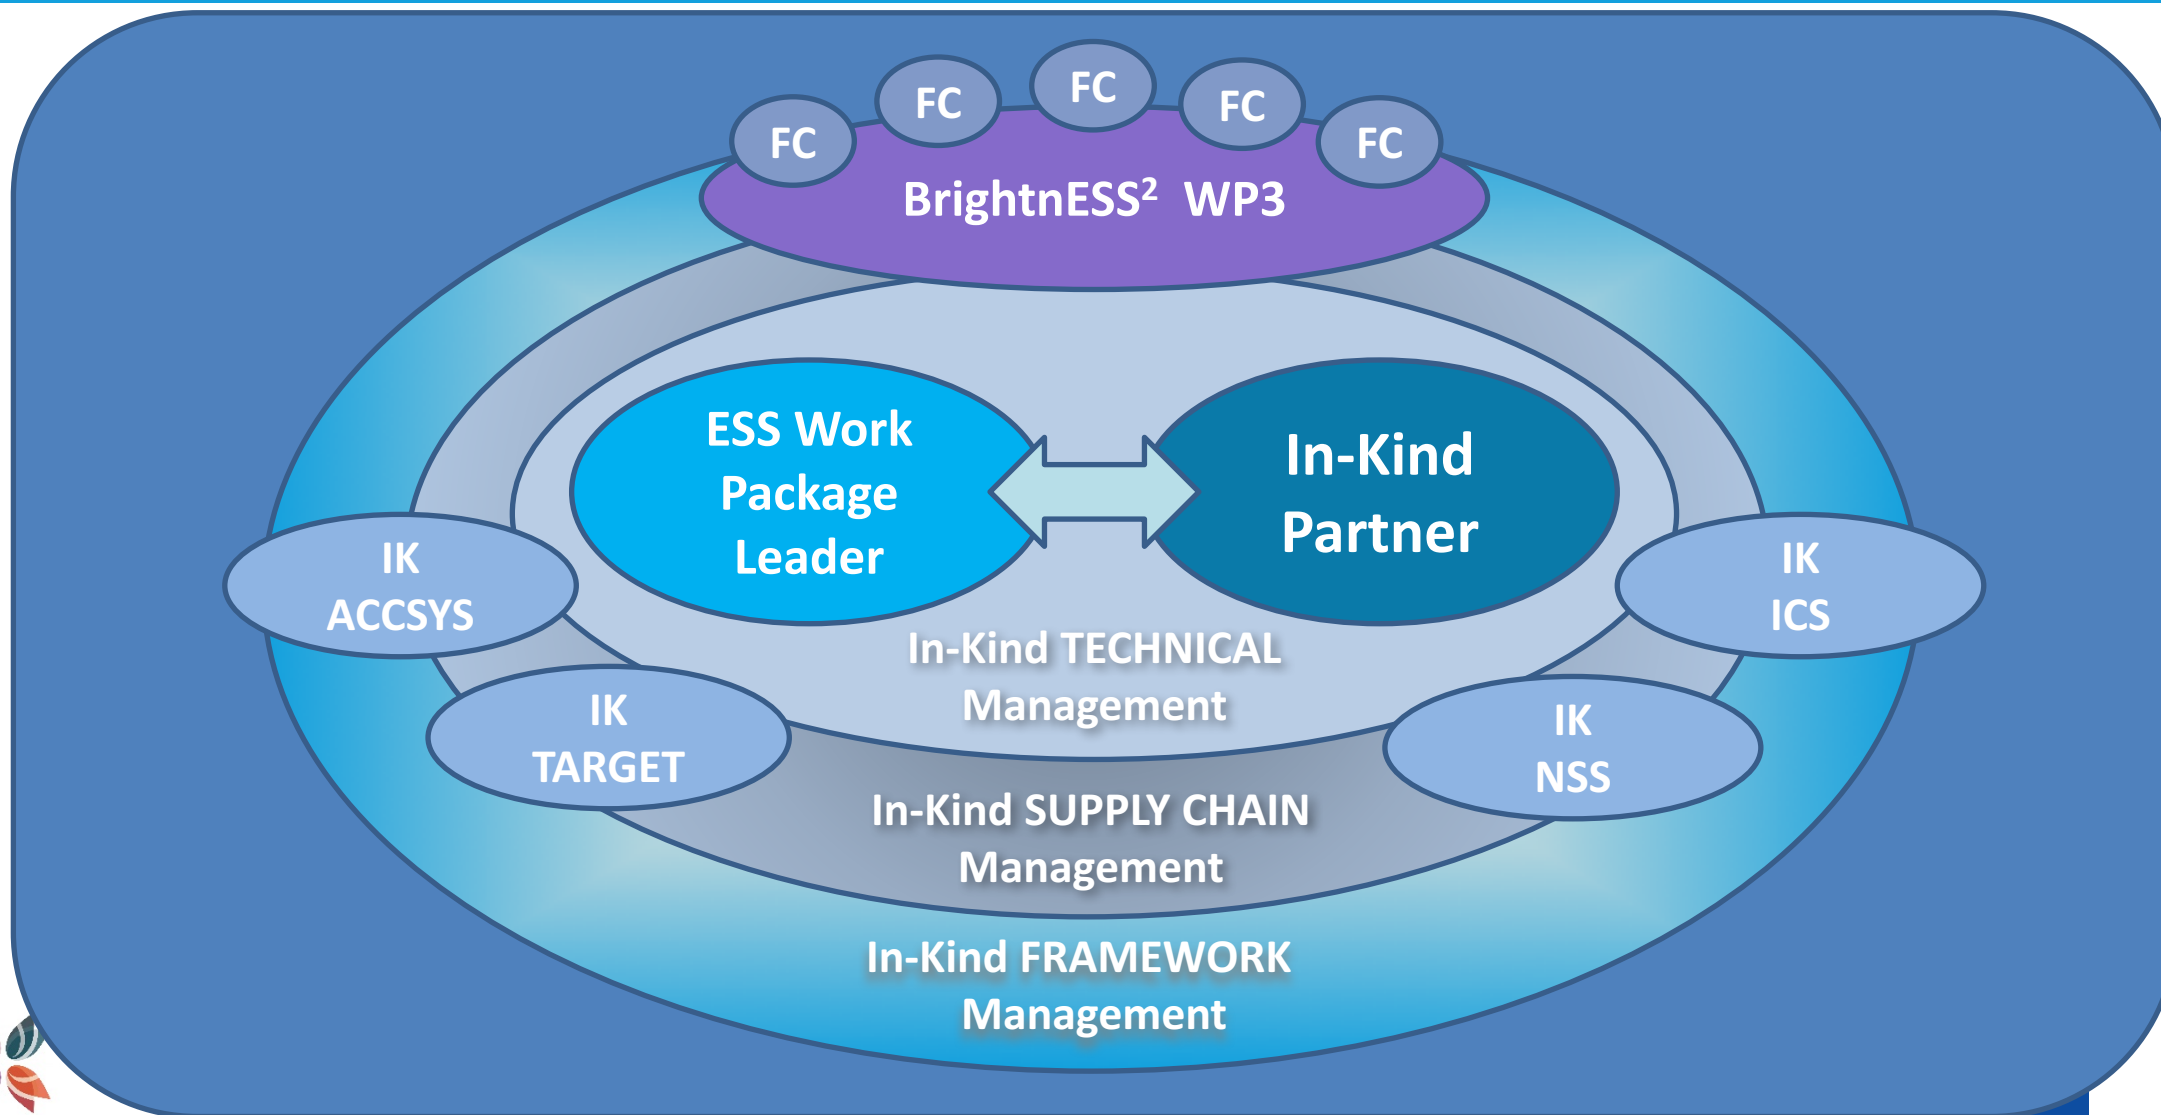 FC
FC
FC
FC
FC
BrightnESS² WP3
ESS Work
Package
Leader
In-Kind
Partner
IK
ACCSYS
IK
ICS
In-Kind TECHNICAL
Management
IK
TARGET
IK
NSS
In-Kind SUPPLY CHAIN
Management
In-Kind FRAMEWORK
Management